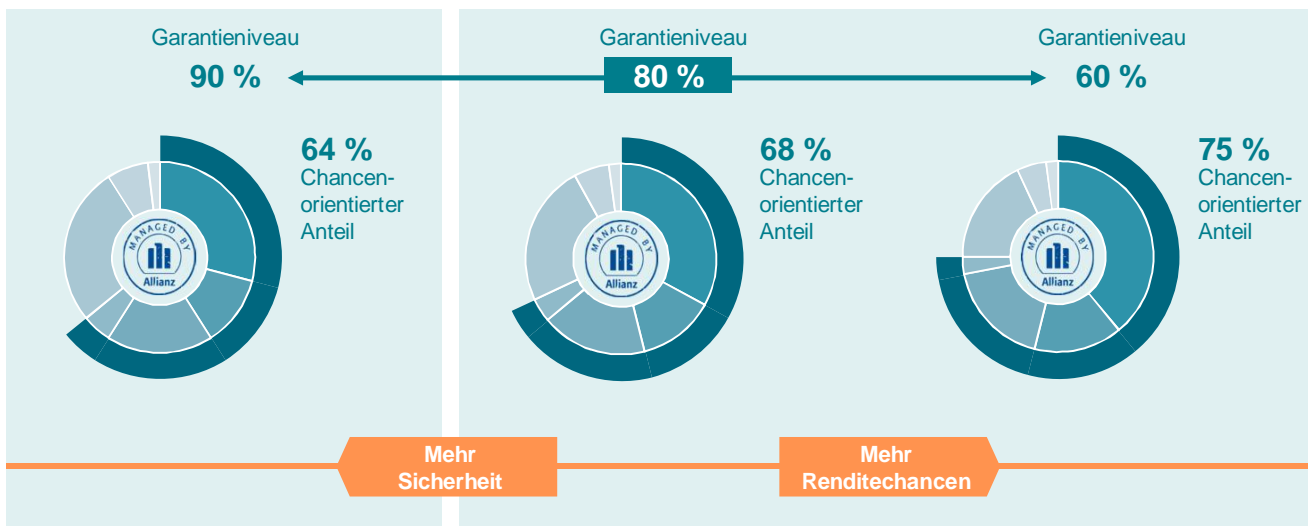 Garantieniveau
90 %
Garantieniveau
80 %
Garantieniveau
60 %
64 %
Chancen-
orientierter
Anteil
MANAGED BY
Allianz
68 %
Chancen-
orientierter
Anteil
MANAGED BY
Allianz
75 %
Chancen-
orientierter
Anteil
MANAGED BY
Allianz
Mehr
Sicherheit
Mehr
Renditechancen